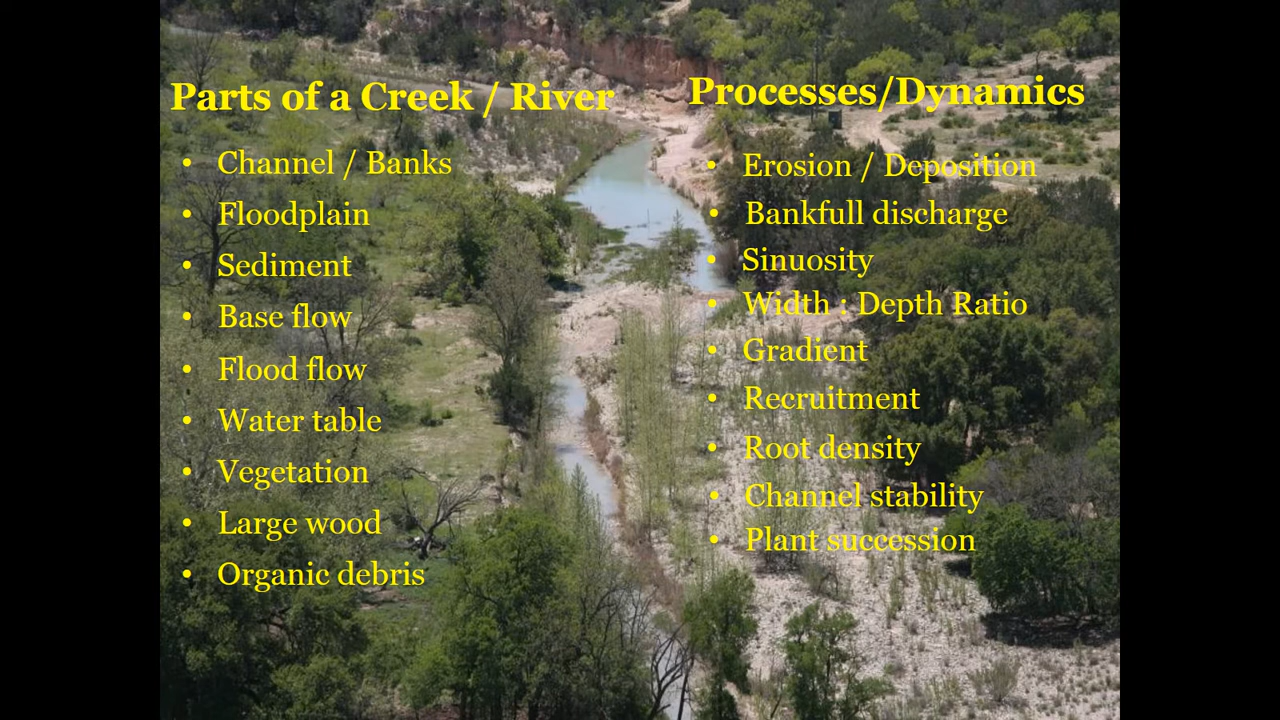 Parts of a Creek / River
• Channel / Banks
• Floodplain
• Sediment
• Base flow
• Flood flow
• Water table
• Vegetation
• Large wood
• Organic debris
Processes/Dynamics
• Erosion / Deposition
• Bankfull discharge
• Sinuosity
• Width : Depth Ratio
• Gradient
• Recruitment
• Root density
• Channel stability
• Plant succession